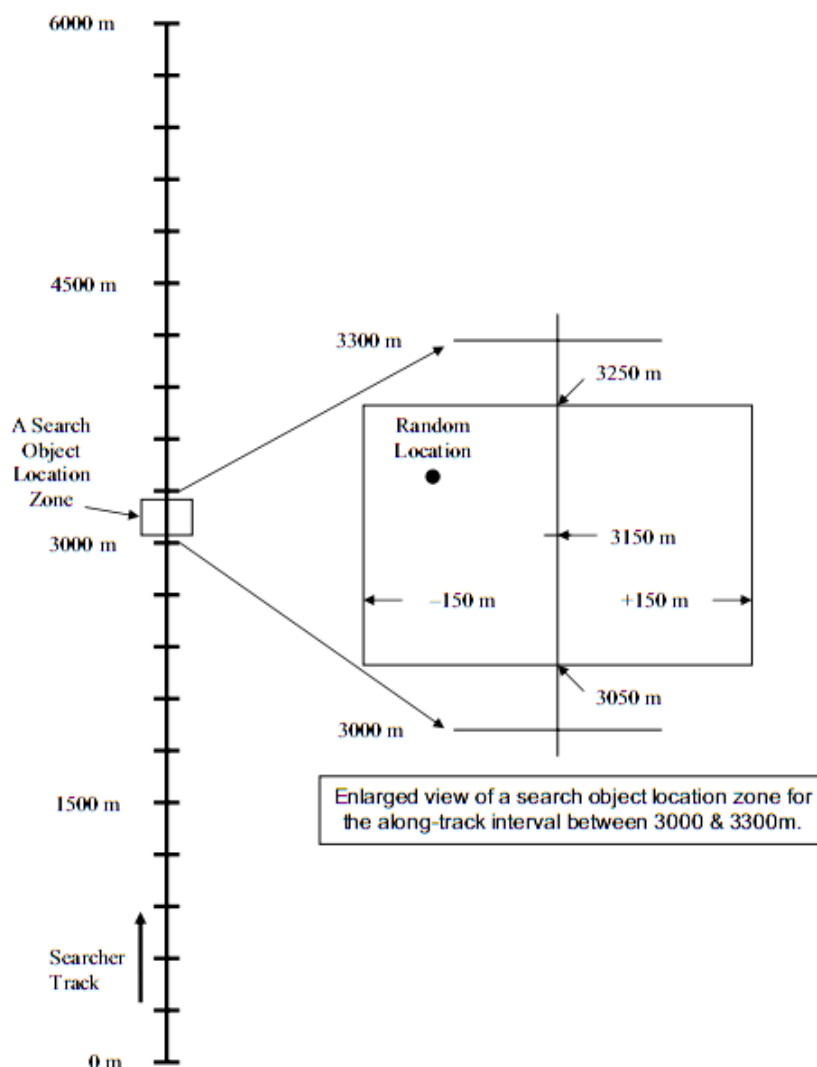 6000 m
4500 m
A Search
Object
Location
Zone
3000 m
1500 m
Searcher
Track
0 m
3300 m
3250 m
Random
Location
3150 m
–150 m
+150 m
3050 m
3000 m
Enlarged view of a search object location zone for
the along-track interval between 3000 & 3300m.